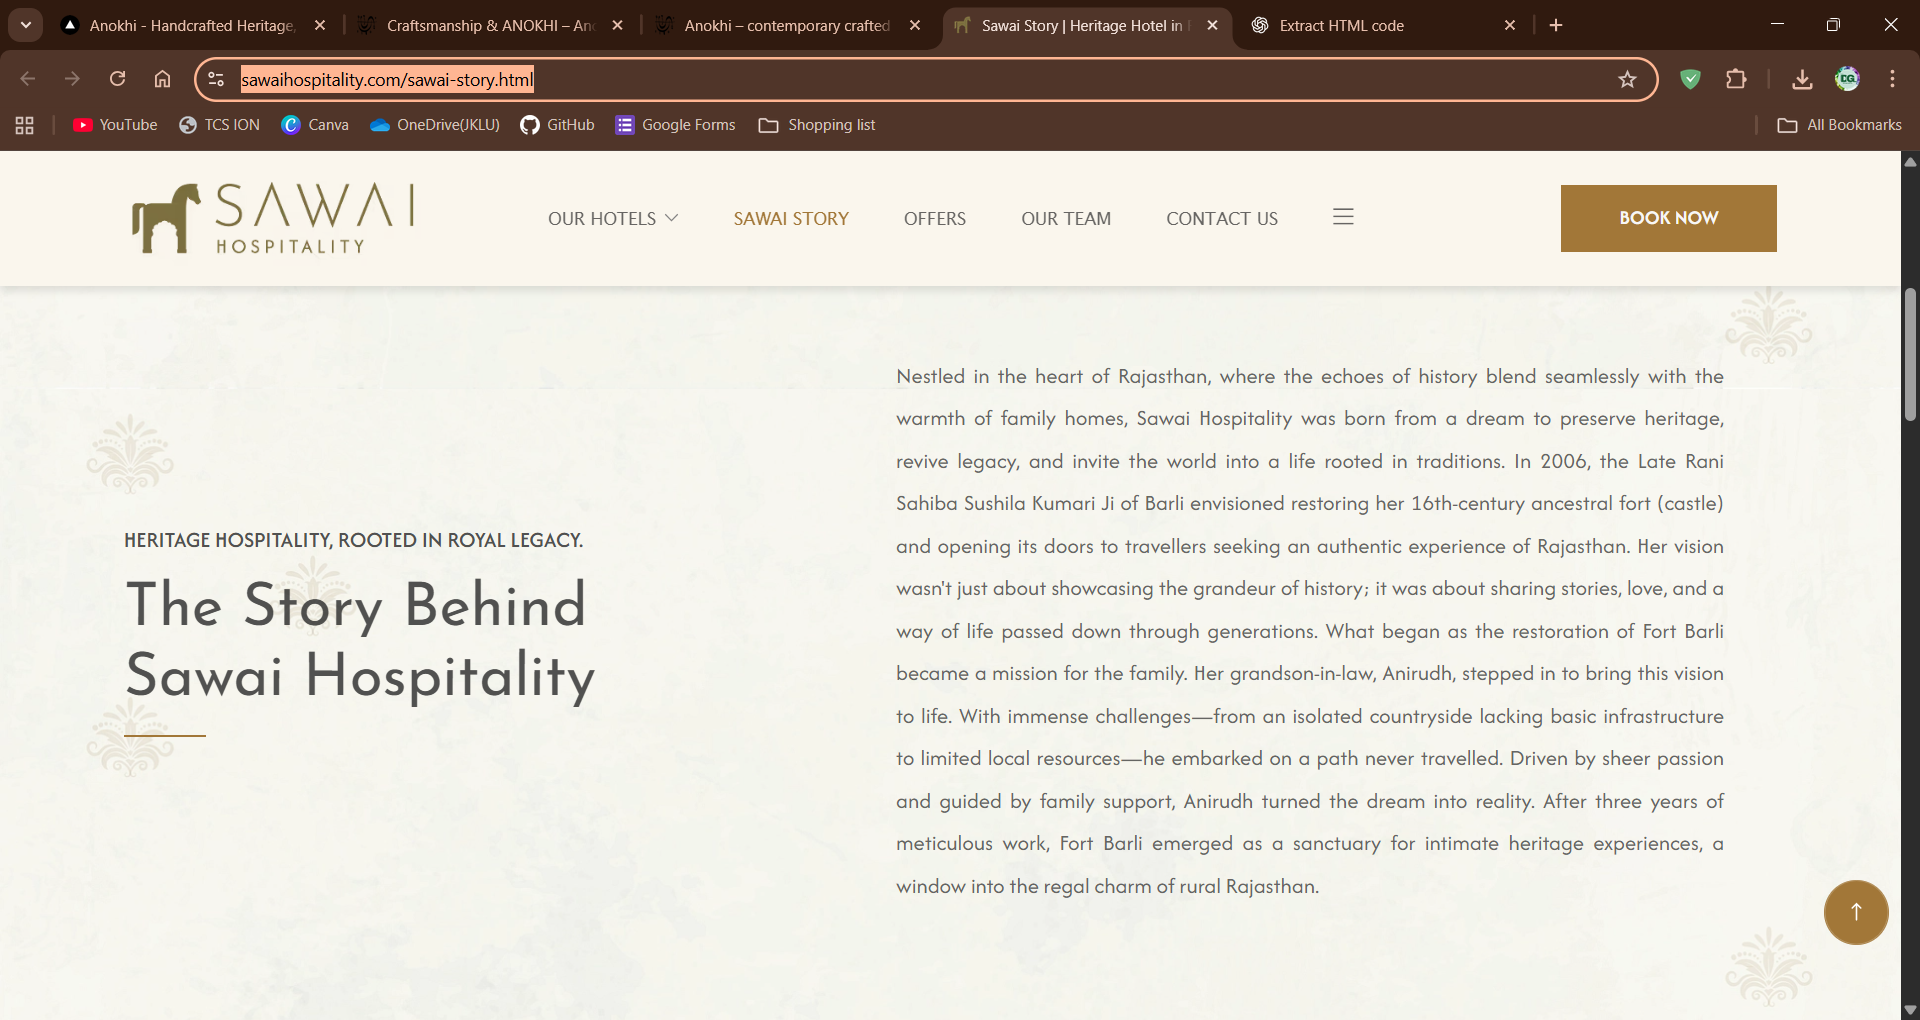 Anokhi - Handcrafted Heritage,
Craftsmanship & ANOKHI – An
Anokhi – contemporary crafted
Sawai Story | Heritage Hotel in
Extract HTML code
sawaihospitality.com/sawai-story.html
DG
YouTube
TCS ION
Canva
OneDrive(JKLU)
GitHub
Google Forms
Shopping list
All Bookmarks
SAWAI
HOSPITALITY
OUR HOTELS
SAWAI STORY
OFFERS
OUR TEAM
CONTACT US
BOOK NOW
HERITAGE HOSPITALITY, ROOTED IN ROYAL LEGACY.
The Story Behind
Sawai Hospitality
Nestled in the heart of Rajasthan, where the echoes of history blend seamlessly with the
warmth of family homes, Sawai Hospitality was born from a dream to preserve heritage,
revive legacy, and invite the world into a life rooted in traditions. In 2006, the Late Rani
Sahiba Sushila Kumari Ji of Barli envisioned restoring her 16th-century ancestral fort (castle)
and opening its doors to travellers seeking an authentic experience of Rajasthan. Her vision
wasn't just about showcasing the grandeur of history; it was about sharing stories, love, and a
way of life passed down through generations. What began as the restoration of Fort Barli
became a mission for the family. Her grandson-in-law, Anirudh, stepped in to bring this vision
to life. With immense challenges—from an isolated countryside lacking basic infrastructure
to limited local resources—he embarked on a path never travelled. Driven by sheer passion
and guided by family support, Anirudh turned the dream into reality. After three years of
meticulous work, Fort Barli emerged as a sanctuary for intimate heritage experiences, a
window into the regal charm of rural Rajasthan.